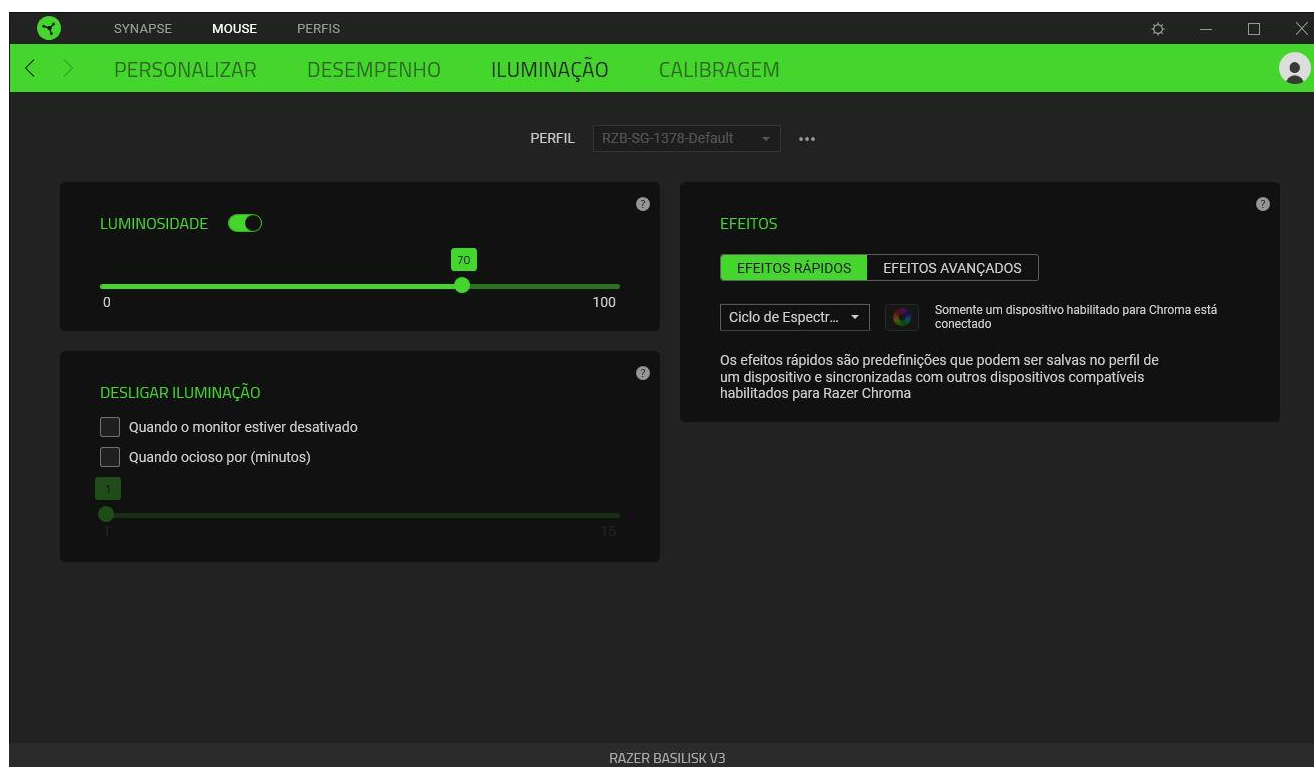 SYNAPSE MOUSE PERFIS
PERSONALIZAR DESEMPENHO ILUMINAÇÃO CALIBRAGEM
PERFIL RZB-SG-1378-Default
LUMINOSIDADE
70
0 100
DESLIGAR ILUMINAÇÃO
Quando o monitor estiver desativado
Quando ocioso por (minutos)
1
1 15
EFEITOS
EFEITOS RÁPIDOS EFEITOS AVANÇADOS
Ciclo de Espectr...
Somente um dispositivo habilitado para Chroma está
conectado
Os efeitos rápidos são predefinições que podem ser salvas no perfil de
um dispositivo e sincronizadas com outros dispositivos compatíveis
habilitados para Razer Chroma
RAZER BASILISK V3